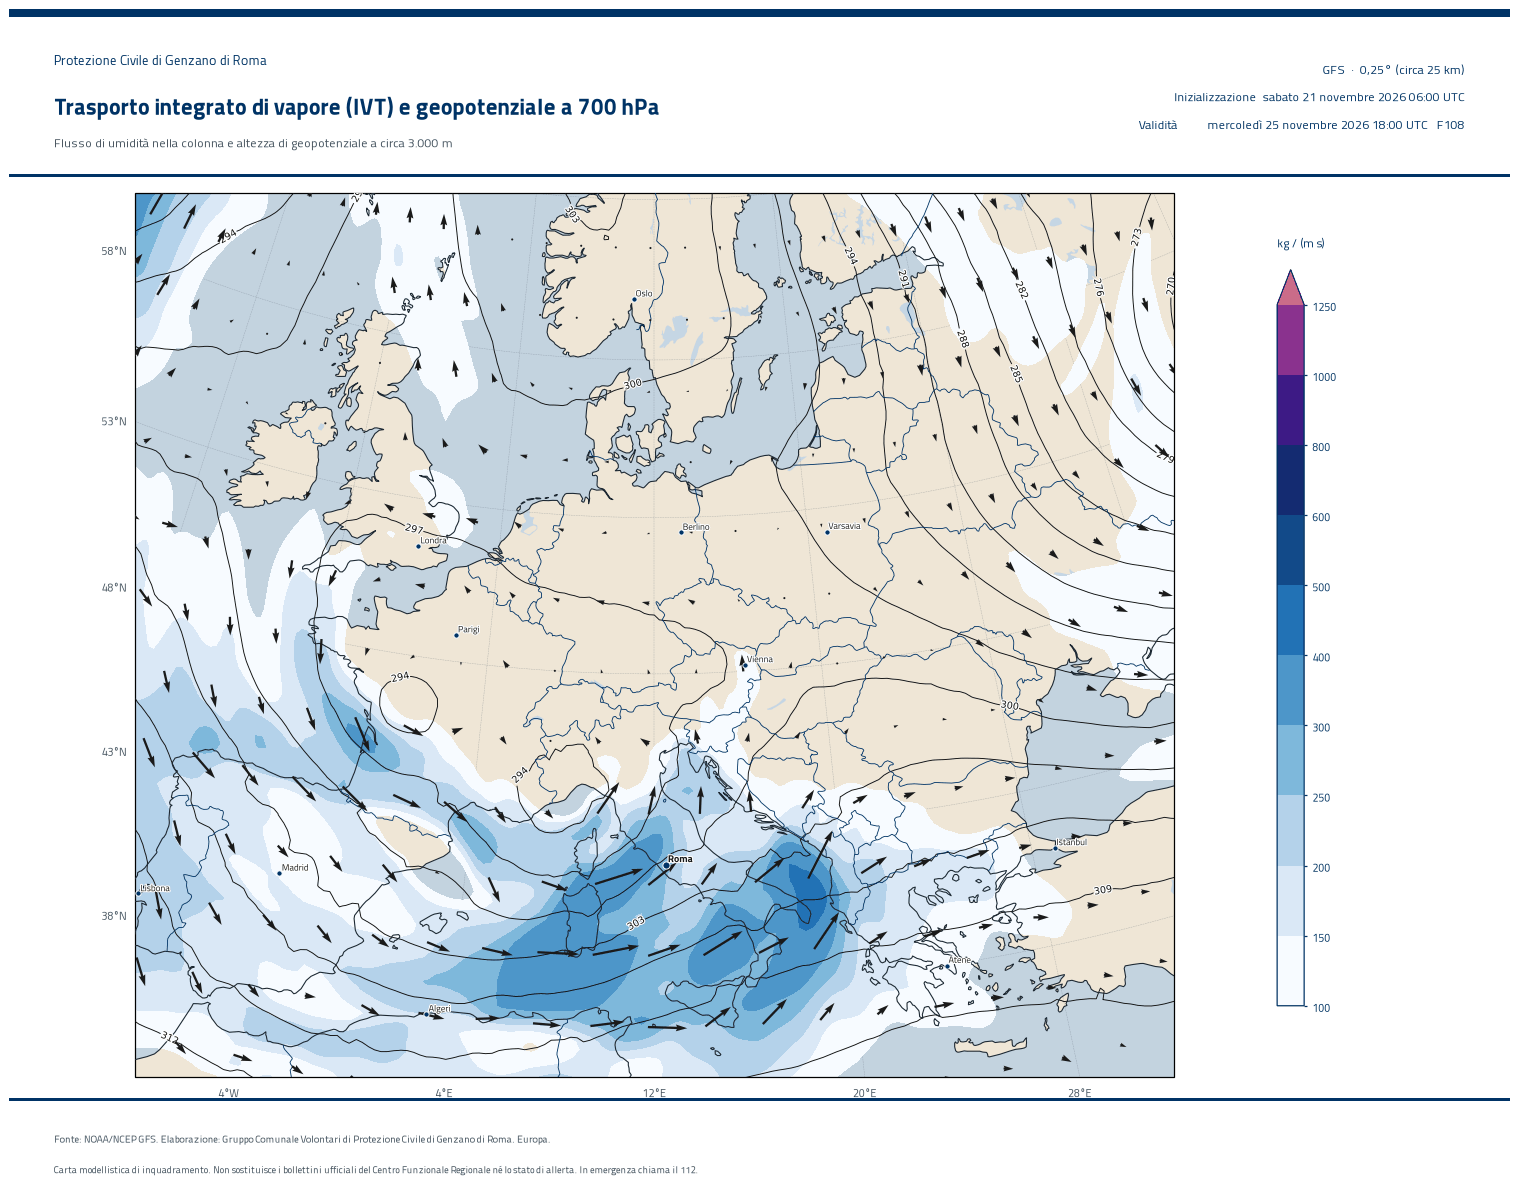 Protezione Civile di Genzano di Roma
Trasporto integrato di vapore (IVT) e geopotenziale a 700 hPa
Flusso di umidità nella colonna e altezza di geopotenziale a circa 3.000 m
GFS · 0,25° (circa 25 km)
Inizializzazione sabato 21 novembre 2026 06:00 UTC
Validità mercoledì 25 novembre 2026 18:00 UTC F108
58°N
53°N
48°N
43°N
38°N
4°W
4°E
12°E
20°E
28°E
294
303
294
291
282
276
273
270
288
285
279
300
297
294
294
300
303
309
312
Oslo
Londra
Berlino
Varsavia
Parigi
Vienna
Roma
Madrid
Lisbona
Istanbul
Atene
Algeri
kg / (m s)
1250
1000
800
600
500
400
300
250
200
150
100
Fonte: NOAA/NCEP GFS. Elaborazione: Gruppo Comunale Volontari di Protezione Civile di Genzano di Roma. Europa.
Carta modellistica di inquadramento. Non sostituisce i bollettini ufficiali del Centro Funzionale Regionale né lo stato di allerta. In emergenza chiama il 112.